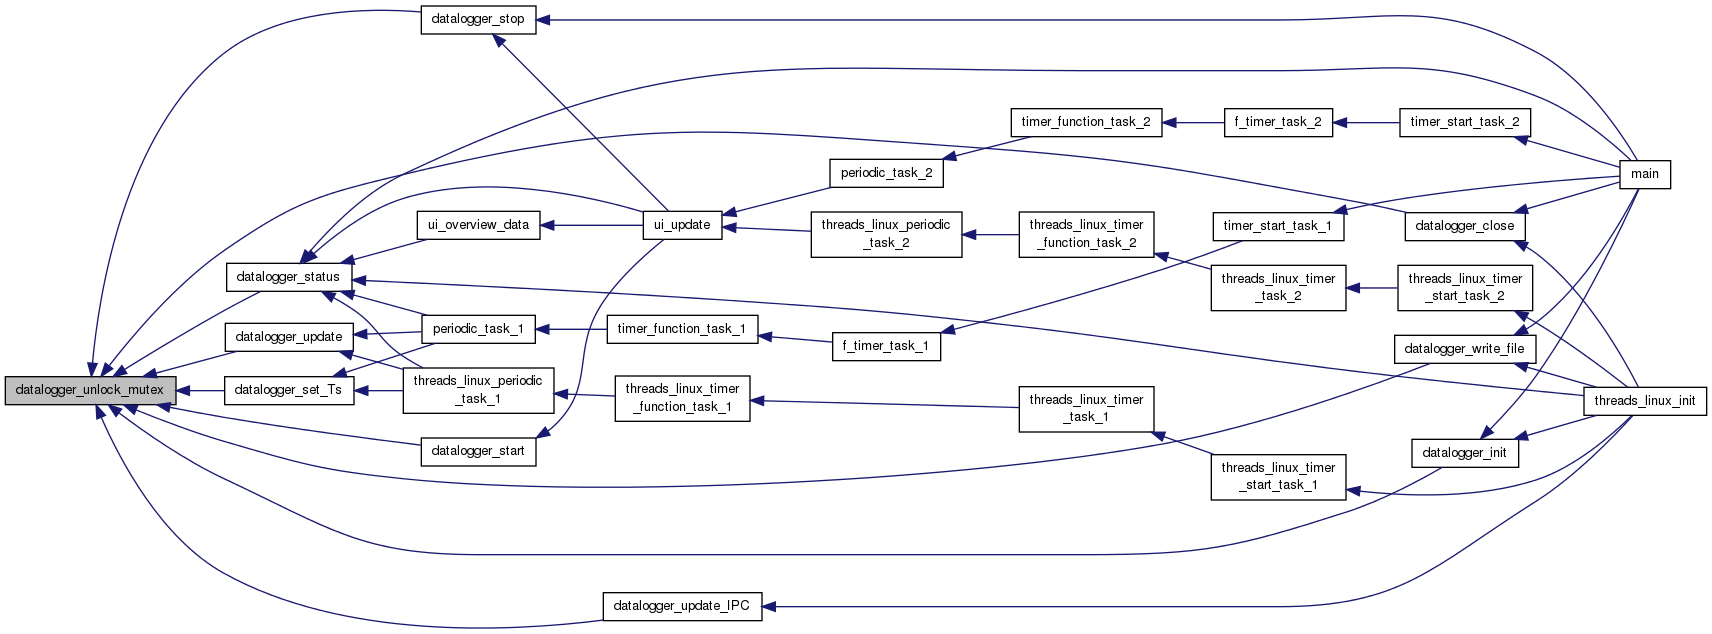 datalogger_stop
timer_function_task_2
f_timer_task_2
timer_start_task_2
periodic_task_2
main
ui_overview_data
ui_update
threads_linux_periodic
_task_2
threads_linux_timer
_function_task_2
timer_start_task_1
datalogger_close
datalogger_status
threads_linux_timer
_task_2
threads_linux_timer
_start_task_2
datalogger_update
periodic_task_1
timer_function_task_1
f_timer_task_1
datalogger_write_file
datalogger_unlock_mutex
datalogger_set_Ts
threads_linux_periodic
_task_1
threads_linux_timer
_function_task_1
threads_linux_timer
_task_1
threads_linux_init
datalogger_start
datalogger_init
threads_linux_timer
_start_task_1
datalogger_update_IPC